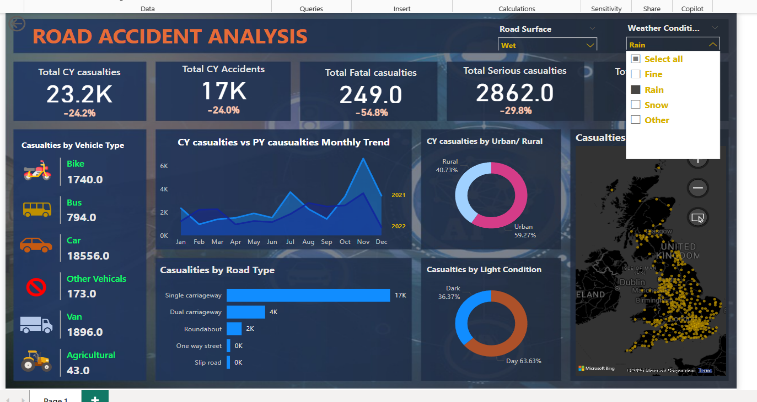 Data
Queries
Insert
Calculations
Sensitivity
Share
Copilot
ROAD ACCIDENT ANALYSIS
Road Surface
Wet
Weather Conditi...
Rain
Select all
Fine
Rain
Snow
Other
Total CY casualties
23.2K
-24.2%
Total CY Accidents
17K
-24.0%
Total Fatal casualties
249.0
-54.8%
Total Serious casualties
2862.0
-29.8%
Casualties by Vehicle Type
Bike
1740.0
Bus
794.0
Car
18556.0
Other Vehicals
173.0
Van
1896.0
Agricultural
43.0
CY casualties vs PY causualties Monthly Trend
6K
4K
2K
0K
2021
2022
Jan Feb Mar Apr May Jun Jul Aug Sep Oct Nov Dec
CY casualties by Urban/ Rural
Rural
40.73%
Urban
59.27%
Casualties
UNITED
KINGDOM
Dublin
ELAND
Microsoft Bing
Terms
Casualties by Road Type
Single carriageway 17K
Dual carriageway 4K
Roundabout 2K
One way street 0K
Slip road 0K
Casualties by Light Condition
Dark
36.37%
Day 63.63%
Page 1